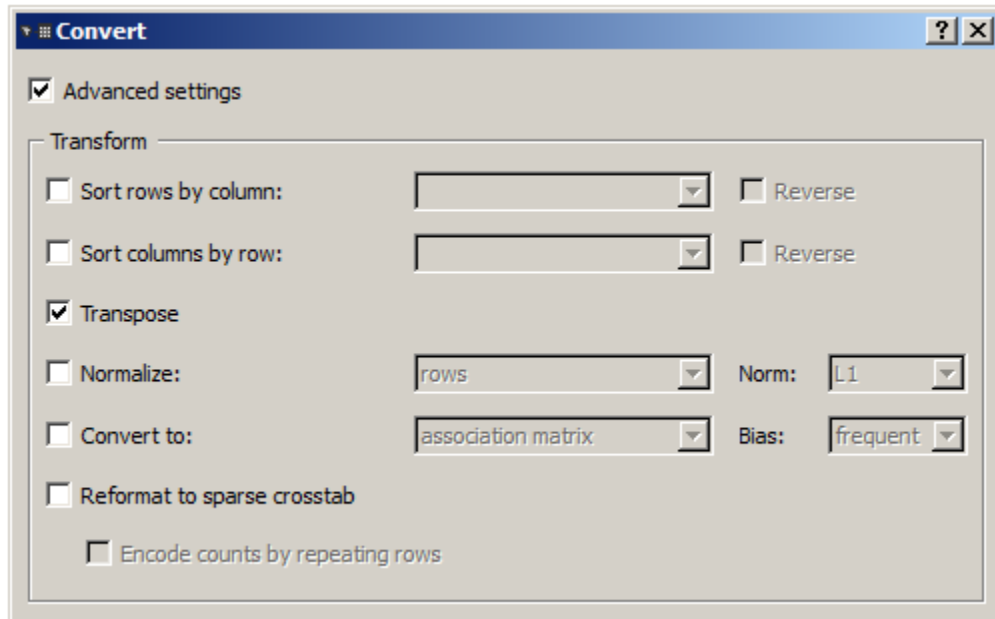 Convert
Advanced settings
Transform
Sort rows by column: Reverse
Sort columns by row: Reverse
Transpose
Normalize: rows Norm: L1
Convert to: association matrix Bias: frequent
Reformat to sparse crosstab
Encode counts by repeating rows